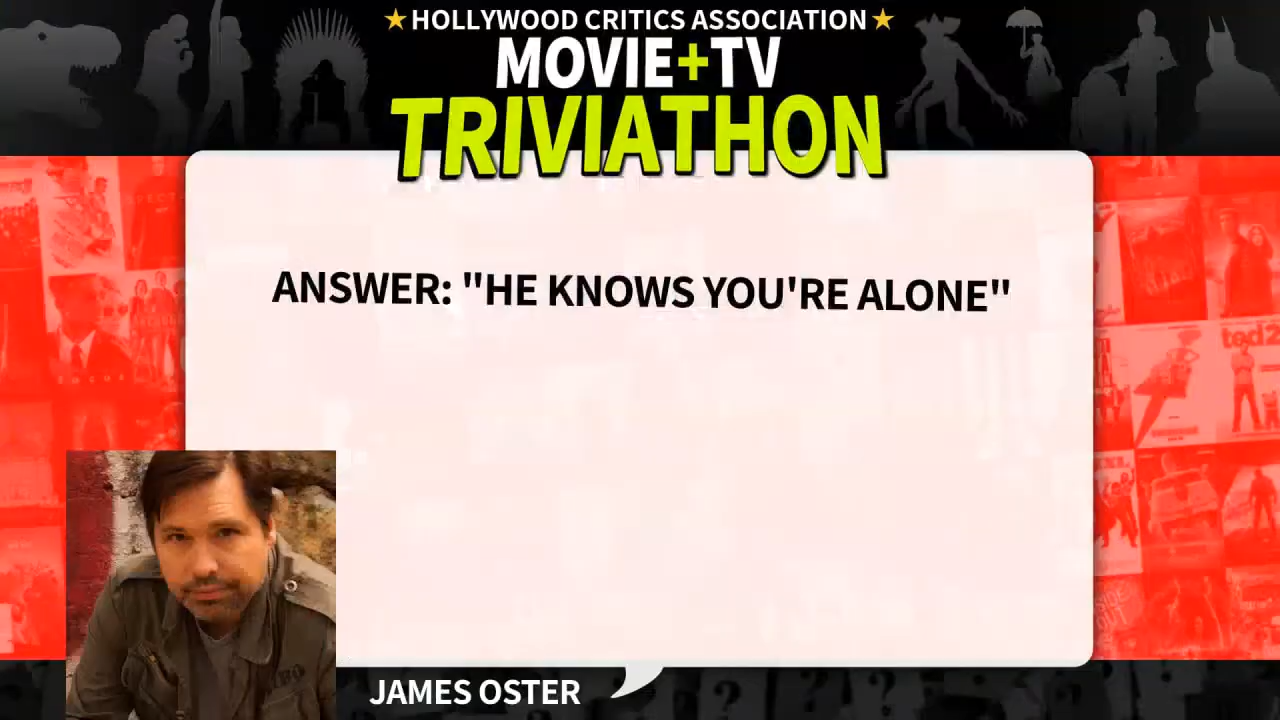 ★HOLLYWOOD CRITICS ASSOCIATION★
MOVIE+TV
TRIVIATHON
ANSWER: "HE KNOWS YOU'RE ALONE"
JAMES OSTER
ted2